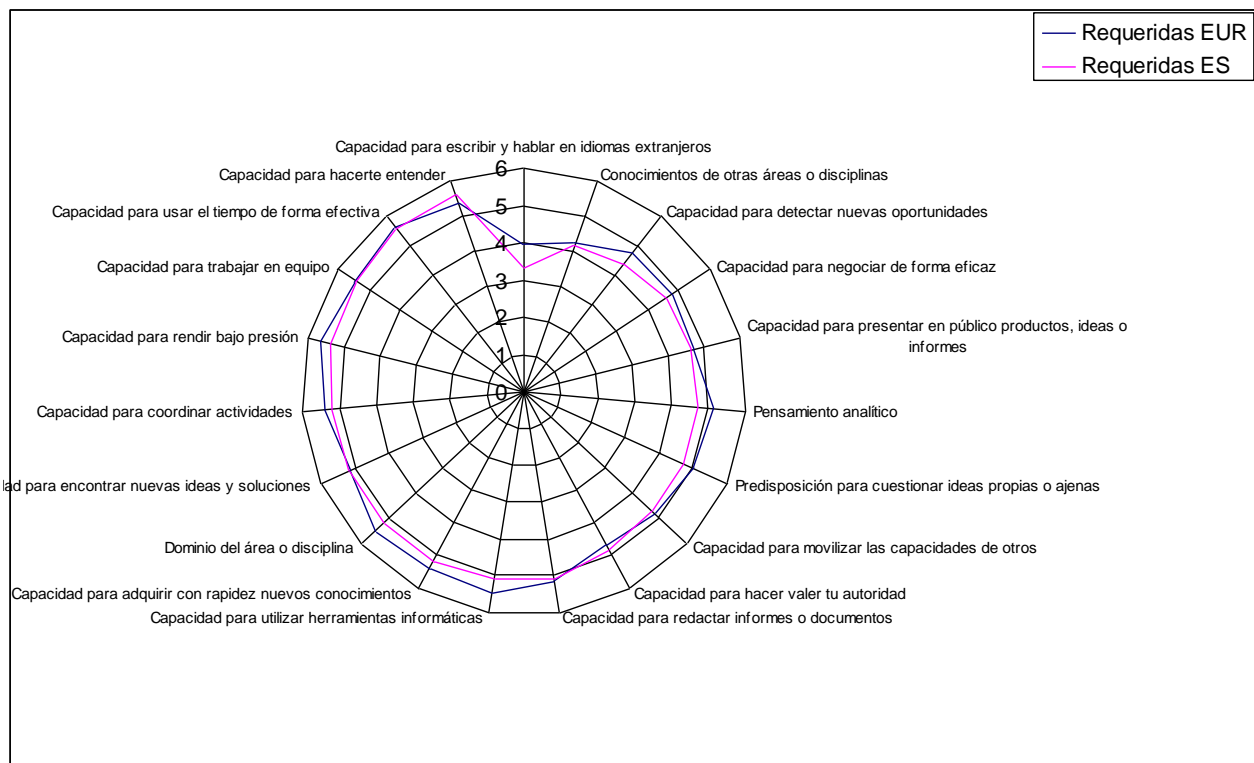 Requeridas EUR
Requeridas ES
Capacidad para escribir y hablar en idiomas extranjeros
Conocimientos de otras áreas o disciplinas
Capacidad para detectar nuevas oportunidades
Capacidad para negociar de forma eficaz
Capacidad para presentar en público productos, ideas o
informes
Pensamiento analítico
Predisposición para cuestionar ideas propias o ajenas
Capacidad para movilizar las capacidades de otros
Capacidad para hacer valer tu autoridad
Capacidad para redactar informes o documentos
Capacidad para utilizar herramientas informáticas
Capacidad para adquirir con rapidez nuevos conocimientos
Dominio del área o disciplina
dad para encontrar nuevas ideas y soluciones
Capacidad para coordinar actividades
Capacidad para rendir bajo presión
Capacidad para trabajar en equipo
Capacidad para usar el tiempo de forma efectiva
Capacidad para hacerte entender
6
5
4
3
2
1
0